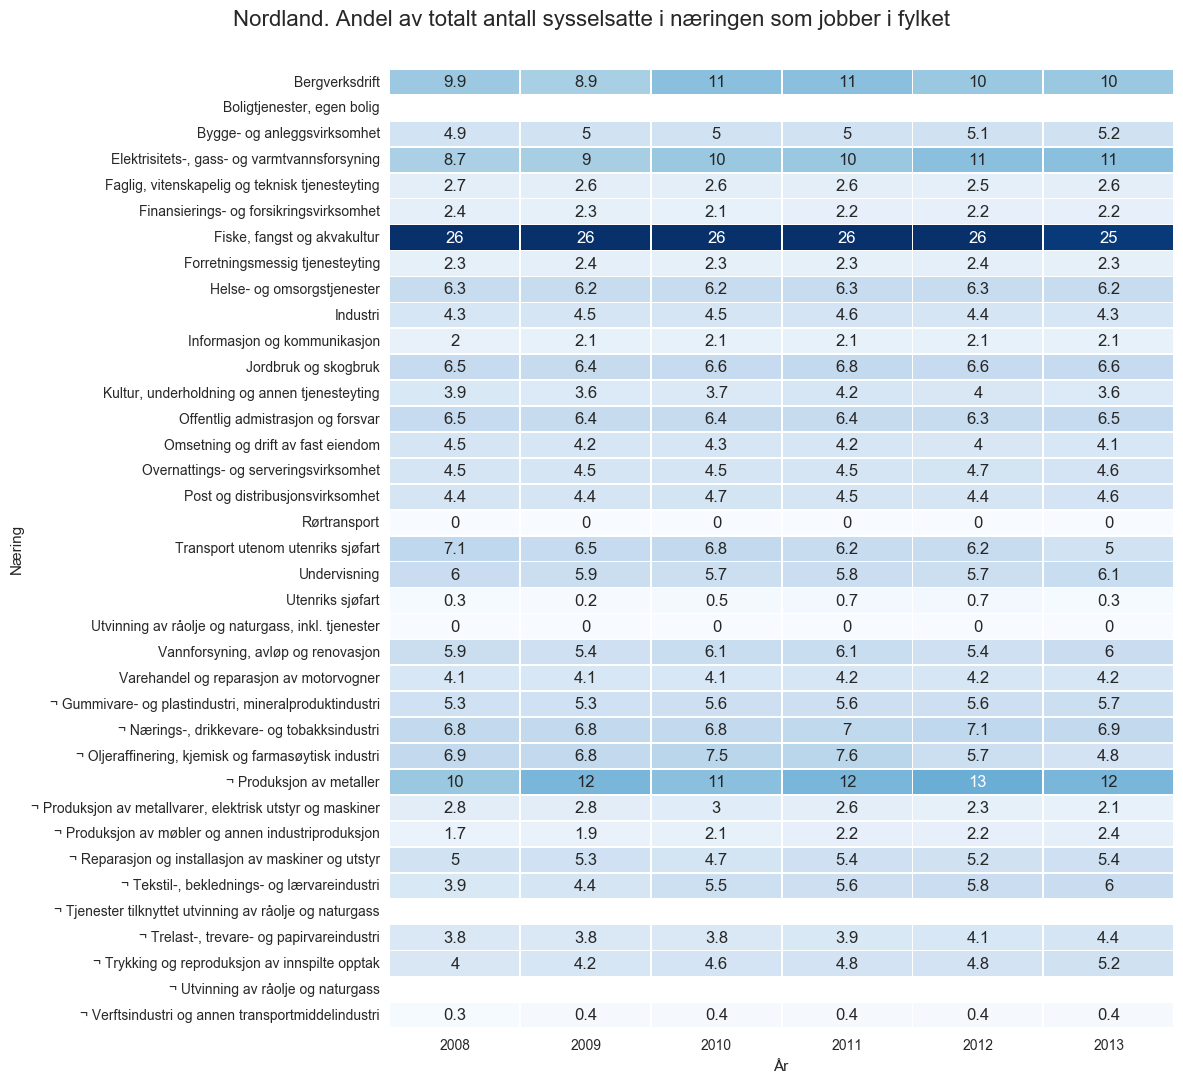 Nordland. Andel av totalt antall sysselsatte i næringen som jobber i fylket
Bergverksdrift 9.9 8.9 11 11 10 10
Boligtjenester, egen bolig
Bygge- og anleggsvirksomhet 4.9 5 5 5 5.1 5.2
Elektrisitets-, gass- og varmtvannsforsyning 8.7 9 10 10 11 11
Faglig, vitenskapelig og teknisk tjenesteyting 2.7 2.6 2.6 2.6 2.5 2.6
Finansierings- og forsikringsvirksomhet 2.4 2.3 2.1 2.2 2.2 2.2
Fiske, fangst og akvakultur 26 26 26 26 26 25
Forretningsmessig tjenesteyting 2.3 2.4 2.3 2.3 2.4 2.3
Helse- og omsorgstjenester 6.3 6.2 6.2 6.3 6.3 6.2
Industri 4.3 4.5 4.5 4.6 4.4 4.3
Informasjon og kommunikasjon 2 2.1 2.1 2.1 2.1 2.1
Jordbruk og skogbruk 6.5 6.4 6.6 6.8 6.6 6.6
Kultur, underholdning og annen tjenesteyting 3.9 3.6 3.7 4.2 4 3.6
Offentlig admistrasjon og forsvar 6.5 6.4 6.4 6.4 6.3 6.5
Omsetning og drift av fast eiendom 4.5 4.2 4.3 4.2 4 4.1
Overnattings- og serveringsvirksomhet 4.5 4.5 4.5 4.5 4.7 4.6
Post og distribusjonsvirksomhet 4.4 4.4 4.7 4.5 4.4 4.6
Rørtransport 0 0 0 0 0 0
Transport utenom utenriks sjøfart 7.1 6.5 6.8 6.2 6.2 5
Undervisning 6 5.9 5.7 5.8 5.7 6.1
Utenriks sjøfart 0.3 0.2 0.5 0.7 0.7 0.3
Utvinning av råolje og naturgass, inkl. tjenester 0 0 0 0 0 0
Vannforsyning, avløp og renovasjon 5.9 5.4 6.1 6.1 5.4 6
Varehandel og reparasjon av motorvogner 4.1 4.1 4.1 4.2 4.2 4.2
¬ Gummivare- og plastindustri, mineralproduktindustri 5.3 5.3 5.6 5.6 5.6 5.7
¬ Nærings-, drikkevare- og tobakksindustri 6.8 6.8 6.8 7 7.1 6.9
¬ Oljeraffinering, kjemisk og farmasøytisk industri 6.9 6.8 7.5 7.6 5.7 4.8
¬ Produksjon av metaller 10 12 11 12 13 12
¬ Produksjon av metallvarer, elektrisk utstyr og maskiner 2.8 2.8 3 2.6 2.3 2.1
¬ Produksjon av møbler og annen industriproduksjon 1.7 1.9 2.1 2.2 2.2 2.4
¬ Reparasjon og installasjon av maskiner og utstyr 5 5.3 4.7 5.4 5.2 5.4
¬ Tekstil-, beklednings- og lærvareindustri 3.9 4.4 5.5 5.6 5.8 6
¬ Tjenester tilknyttet utvinning av råolje og naturgass
¬ Trelast-, trevare- og papirvareindustri 3.8 3.8 3.8 3.9 4.1 4.4
¬ Trykking og reproduksjon av innspilte opptak 4 4.2 4.6 4.8 4.8 5.2
¬ Utvinning av råolje og naturgass
¬ Verftsindustri og annen transportmiddelindustri 0.3 0.4 0.4 0.4 0.4 0.4
2008 2009 2010 2011 2012 2013
År
Næring